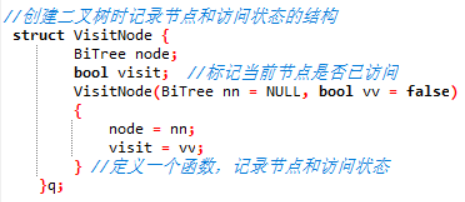 //创建二叉树时记录节点和访问状态的结构
struct VisitNode {
BiTree node;
bool visit; //标记当前节点是否已访问
VisitNode(BiTree nn = NULL, bool vv = false)
{
node = nn;
visit = vv;
} //定义一个函数，记录节点和访问状态
}q;